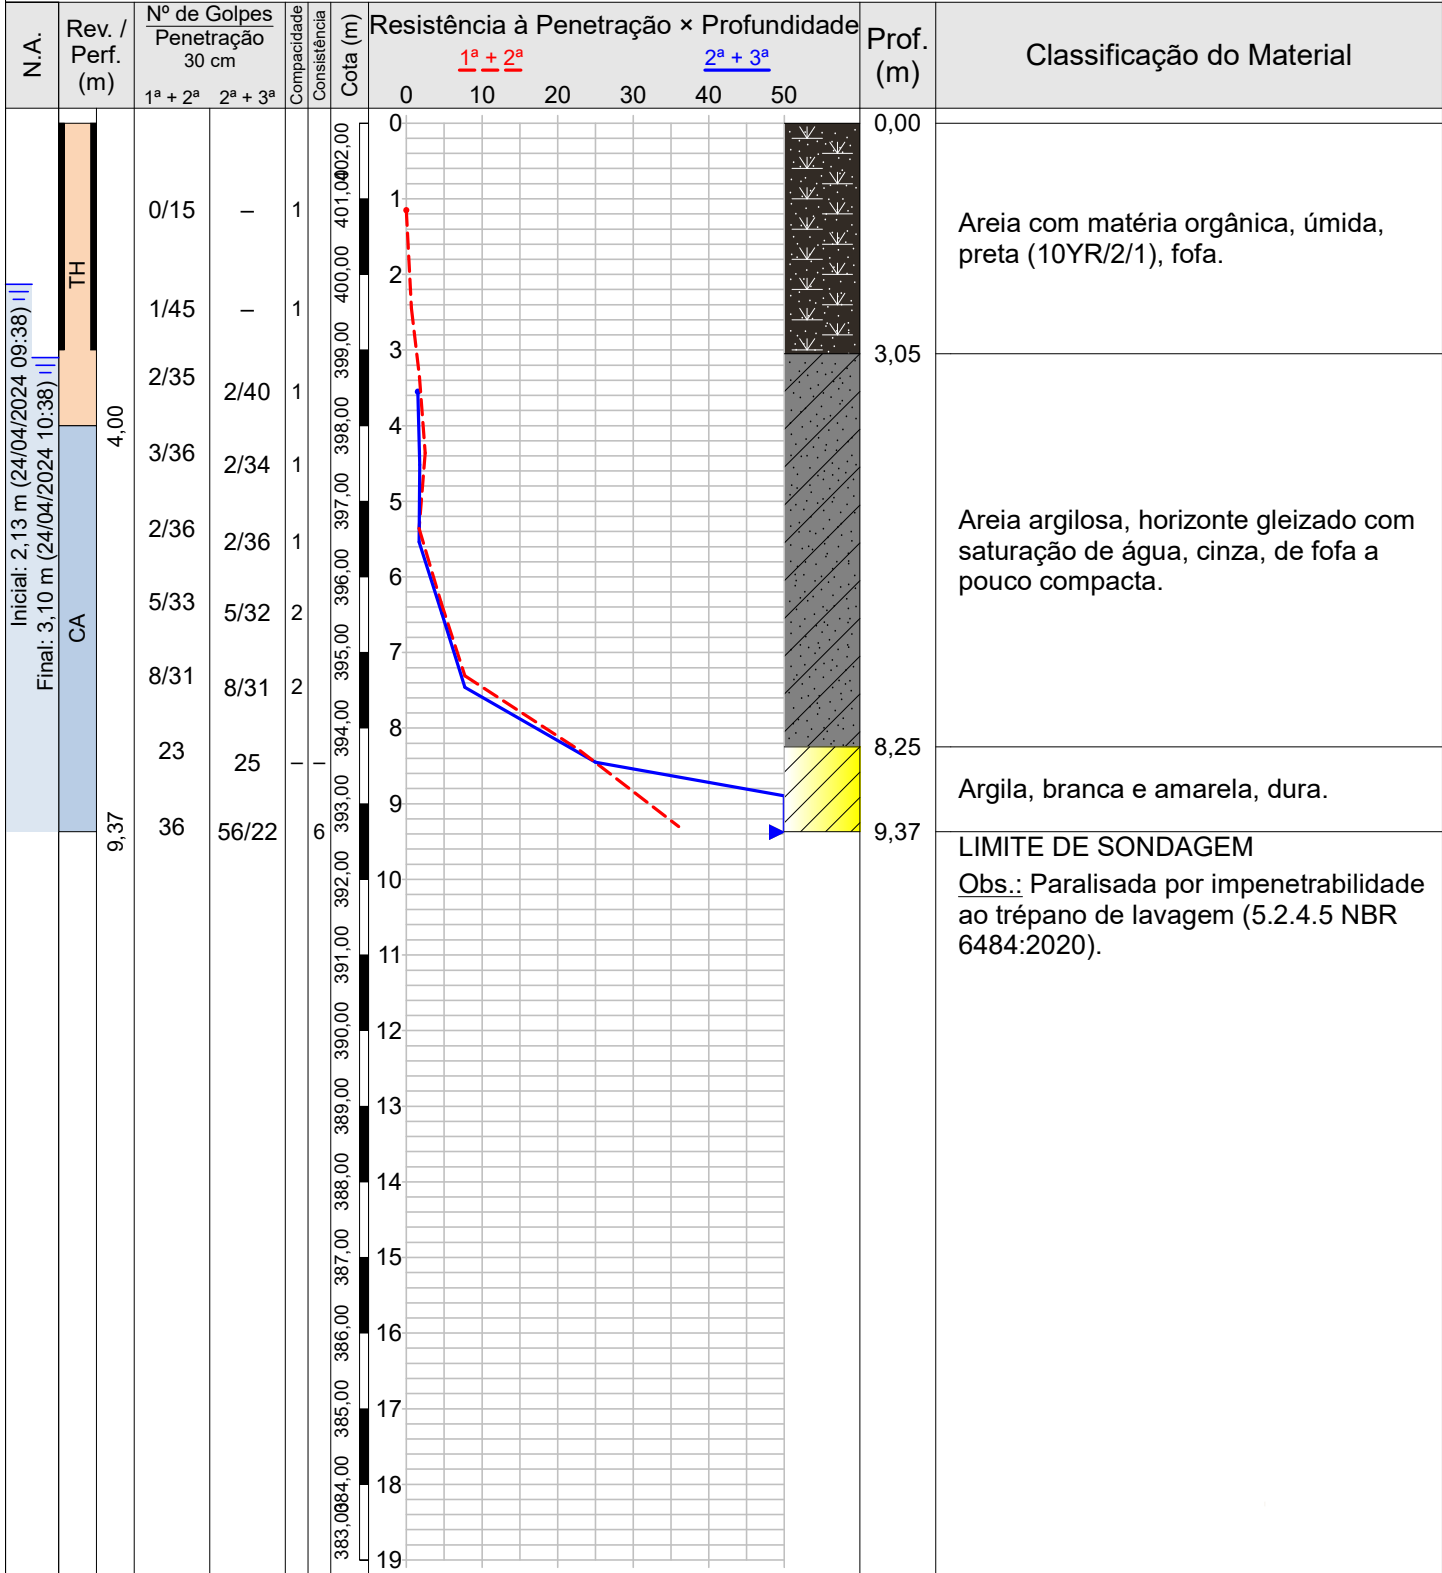 N.A.
Rev. /
Perf.
(m)
Nº de Golpes
Penetração
30 cm
1ª + 2ª
2ª + 3ª
Compacidade
Consistência
Cota (m)
Resistência à Penetração × Profundidade
1ª + 2ª
2ª + 3ª
0 10 20 30 40 50
Prof.
(m)
Classificação do Material
Inicial: 2,13 m (24/04/2024 09:38)
Final: 3,10 m (24/04/2024 10:38)
TH
CA
4,00
9,37
0/15 – 1
1/45 – 1
2/35 2/40 1
3/36 2/34 1
2/36 2/36 1
5/33 5/32 2
8/31 8/31 2
23 25 – –
36 56/22 6
402,00
401,00
400,00
399,00
398,00
397,00
396,00
395,00
394,00
393,00
392,00
391,00
390,00
389,00
388,00
387,00
386,00
385,00
384,00
383,00
0
1
2
3
4
5
6
7
8
9
10
11
12
13
14
15
16
17
18
19
0,00
3,05
8,25
9,37
Areia com matéria orgânica, úmida,
preta (10YR/2/1), fofa.
Areia argilosa, horizonte gleizado com
saturação de água, cinza, de fofa a
pouco compacta.
Argila, branca e amarela, dura.
LIMITE DE SONDAGEM
Obs.: Paralisada por impenetrabilidade
ao trépano de lavagem (5.2.4.5 NBR
6484:2020).